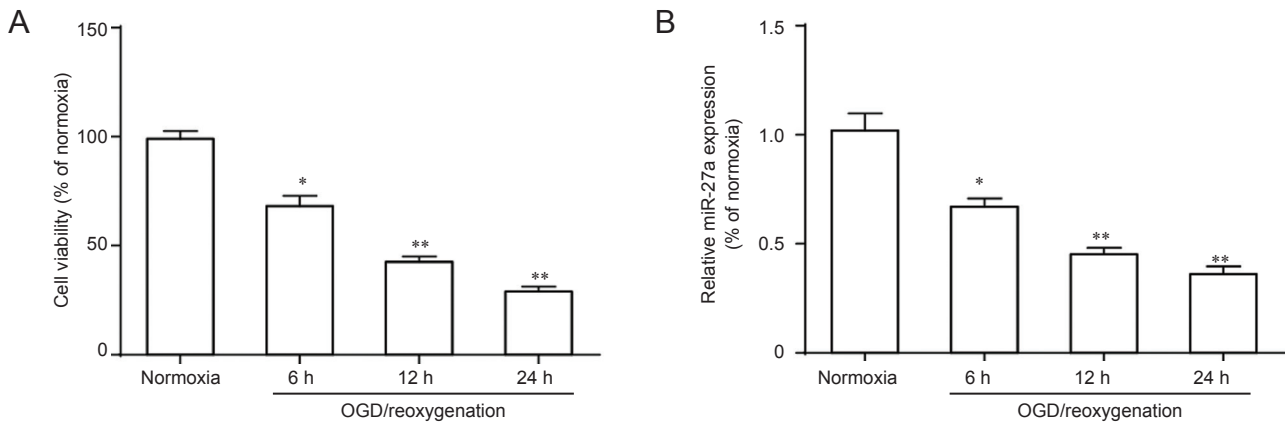 A
Cell viability (% of normoxia)
150
100
50
0
*
**
**
Normoxia
6 h
12 h
24 h
OGD/reoxygenation
B
Relative miR-27a expression
(% of normoxia)
1.5
1.0
0.5
0
*
**
**
Normoxia
6 h
12 h
24 h
OGD/reoxygenation